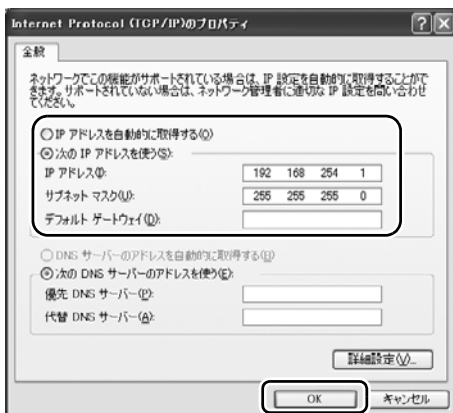 Internet Protocol (TCP/IP)のプロパティ
全般
ネットワークでこの機能がサポートされている場合は、IP 設定を自動的に取得することがで
きます。サポートされていない場合は、ネットワーク管理者に適切な IP 設定を問い合わせ
てください。
IP アドレスを自動的に取得する(O)
次の IP アドレスを使う(S):
IP アドレス(I): 192 168 254 1
サブネット マスク(U): 255 255 255 0
デフォルト ゲートウェイ(D):
DNS サーバーのアドレスを自動的に取得する(B)
次の DNS サーバーのアドレスを使う(E):
優先 DNS サーバー(P):
代替 DNS サーバー(A):
詳細設定(V)...
OK キャンセル